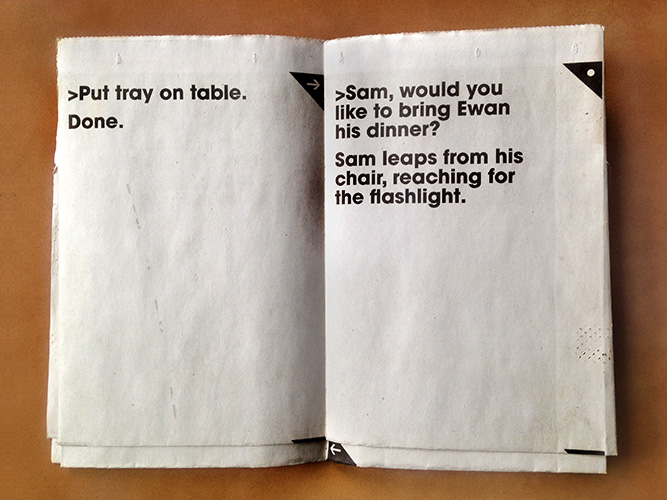 >Put tray on table.
Done.
>Sam, would you
like to bring Ewan
his dinner?
Sam leaps from his
chair, reaching for
the flashlight.